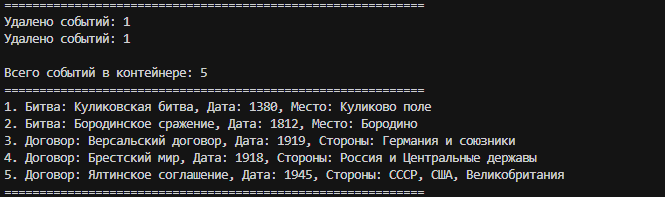 ============================================================
Удалено событий: 1
Удалено событий: 1
Всего событий в контейнере: 5
============================================================
1. Битва: Куликовская битва, Дата: 1380, Место: Куликово поле
2. Битва: Бородинское сражение, Дата: 1812, Место: Бородино
3. Договор: Версальский договор, Дата: 1919, Стороны: Германия и союзники
4. Договор: Брестский мир, Дата: 1918, Стороны: Россия и Центральные державы
5. Договор: Ялтинское соглашение, Дата: 1945, Стороны: СССР, США, Великобритания
============================================================